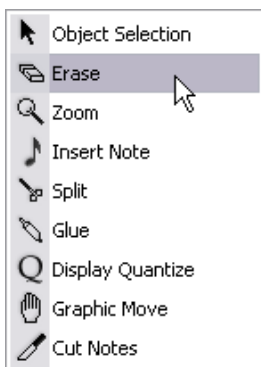 Object Selection
Erase
Zoom
Insert Note
Split
Glue
Display Quantize
Graphic Move
Cut Notes